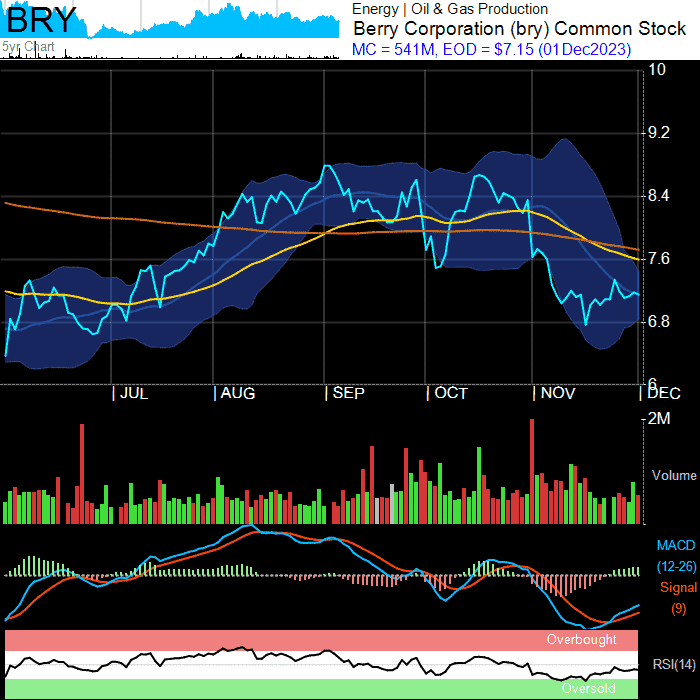 BRY
5yr Chart
Energy | Oil & Gas Production
Berry Corporation (bry) Common Stock
MC = 541M, EOD = $7.15 (01Dec2023)
10
9.2
8.4
7.6
6.8
6
JUL
AUG
SEP
OCT
NOV
DEC
2M
Volume
MACD
(12-26)
Signal
(9)
Overbought
RSI(14)
Oversold